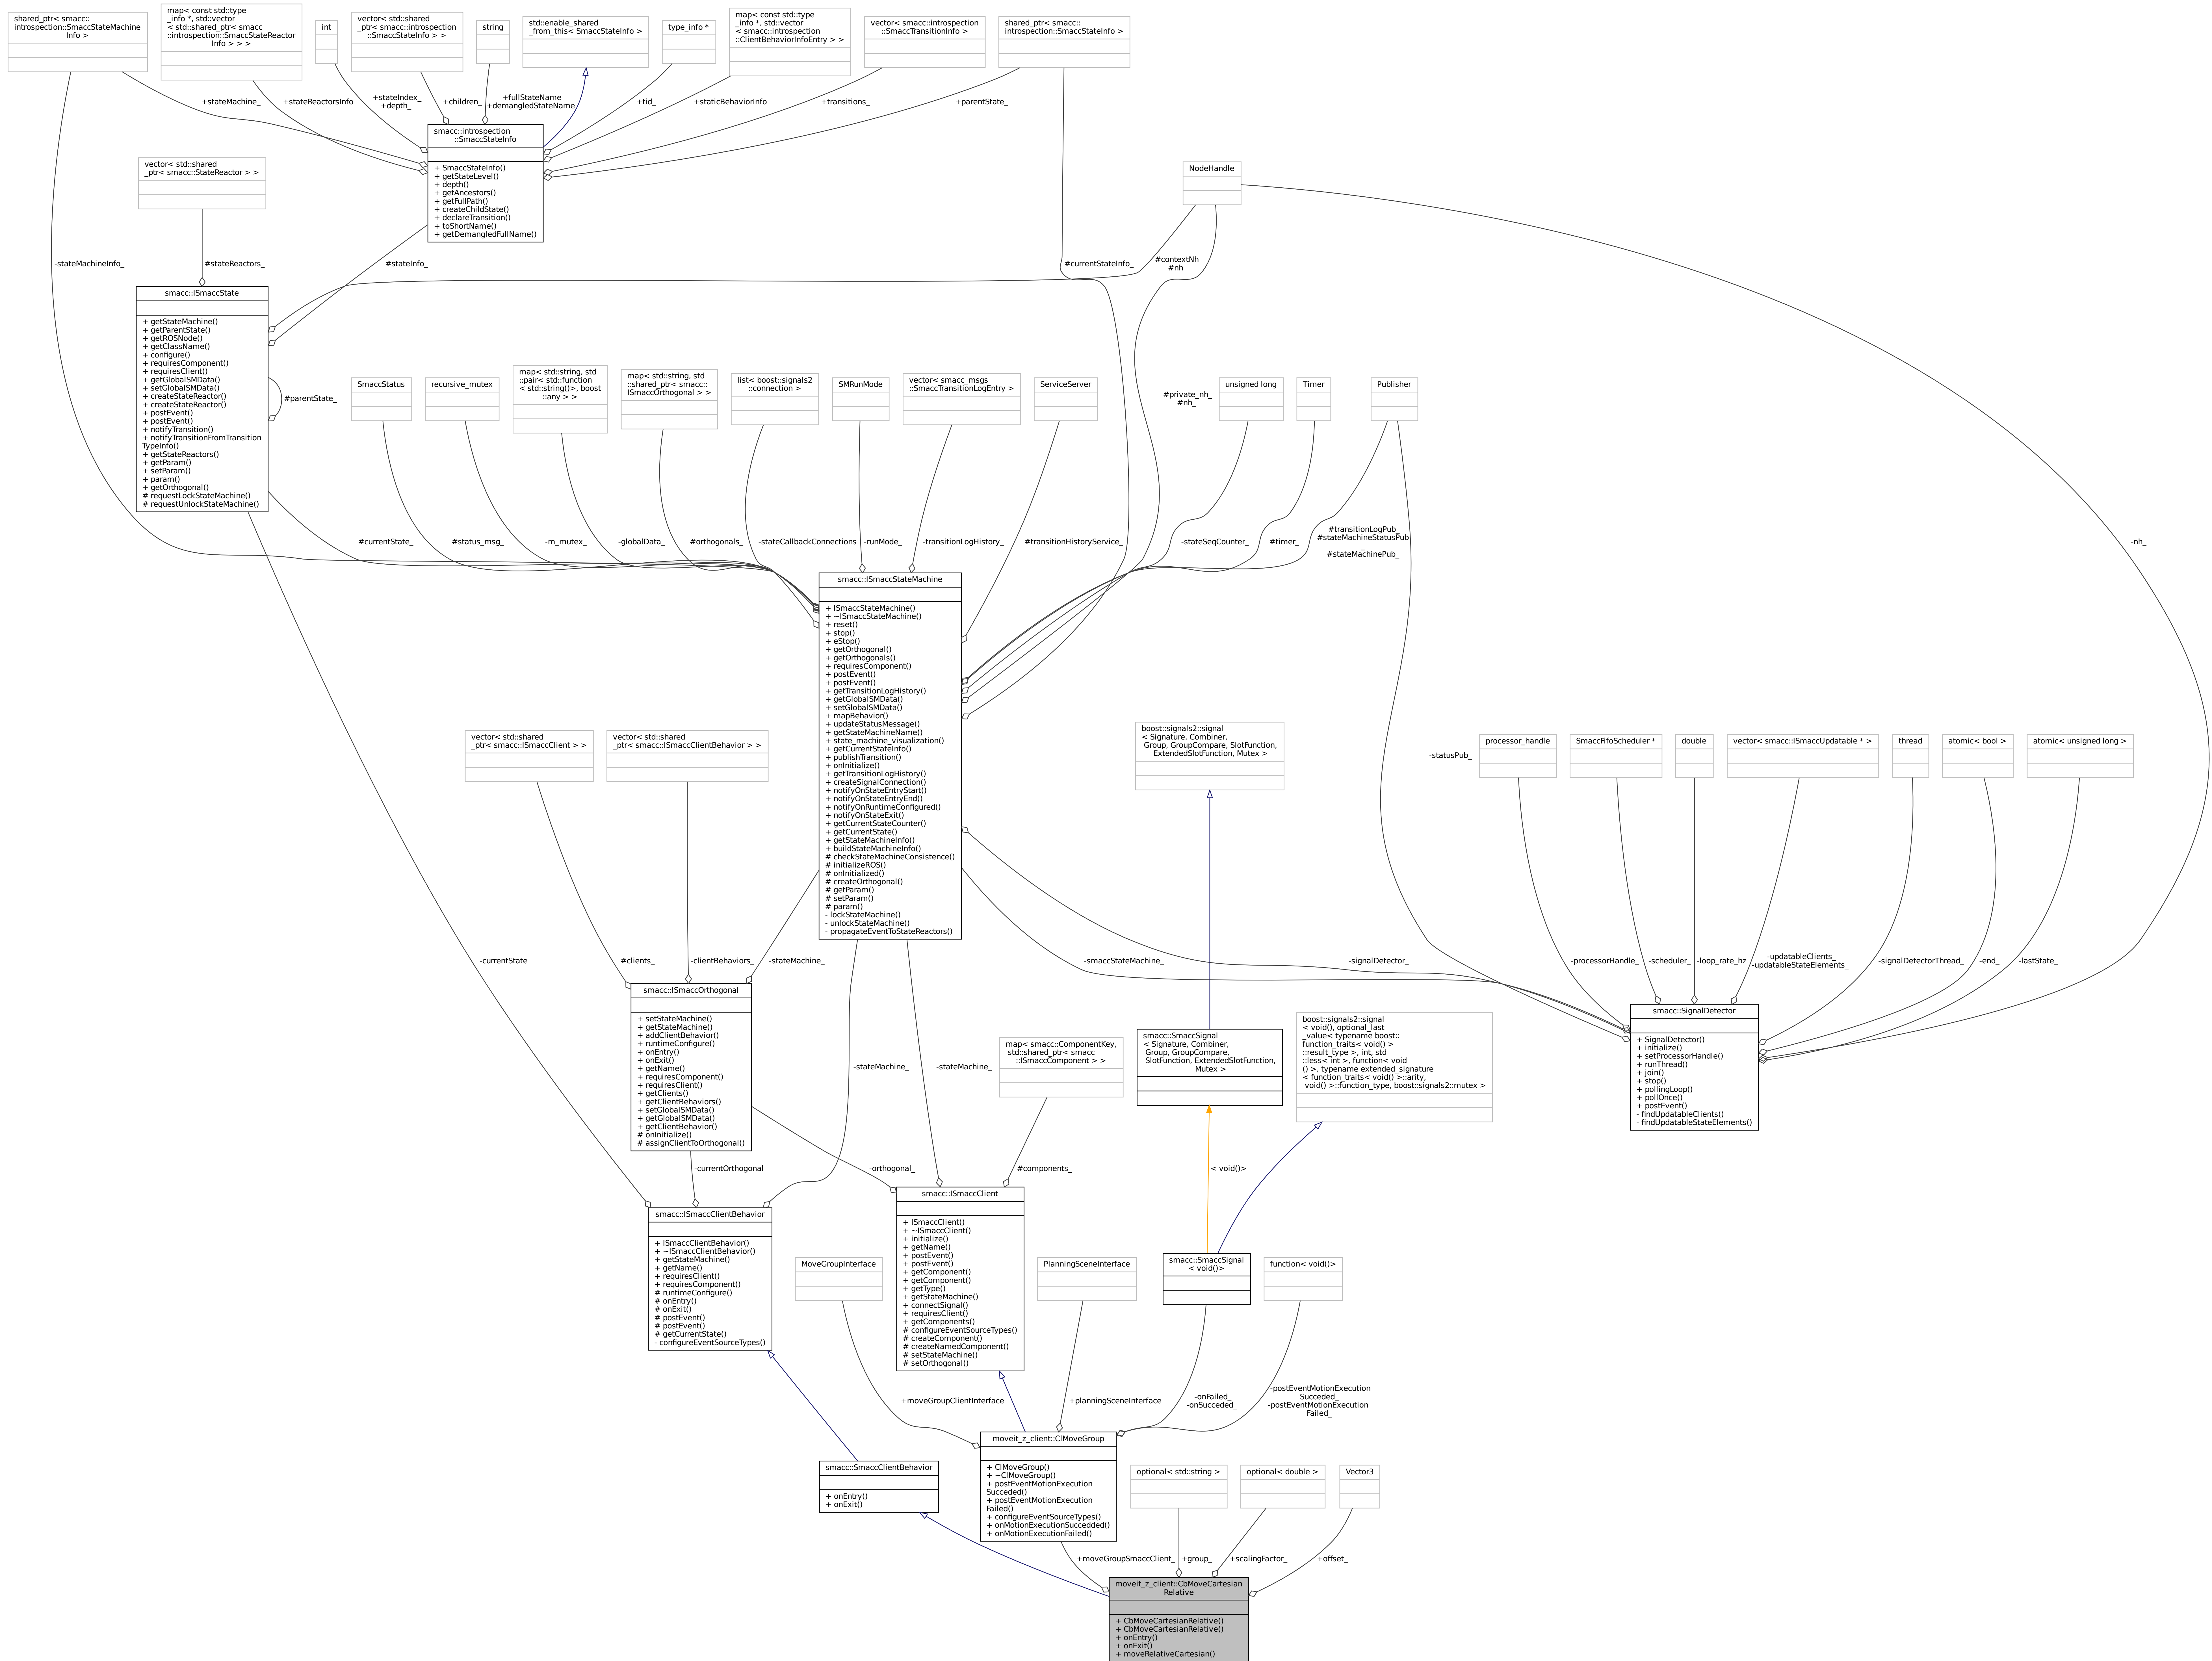 shared_ptr< smacc::
introspection::SmaccStateMachine
Info >
map< const std::type
_info *, std::vector
< std::shared_ptr< smacc
::introspection::SmaccStateReactor
Info > > >
int
vector< std::shared
_ptr< smacc::introspection
::SmaccStateInfo > >
string
std::enable_shared
_from_this< SmaccStateInfo >
type_info *
map< const std::type
_info *, std::vector
< smacc::introspection
::ClientBehaviorInfoEntry > >
vector< smacc::introspection
::SmaccTransitionInfo >
shared_ptr< smacc::
introspection::SmaccStateInfo >
+stateMachine_
+stateReactorsInfo
+stateIndex_
+depth_
+children_
+fullStateName
+demangledStateName
+tid_
+staticBehaviorInfo
+transitions_
+parentState_
smacc::introspection
::SmaccStateInfo
+ SmaccStateInfo()
+ getStateLevel()
+ depth()
+ getAncestors()
+ getFullPath()
+ createChildState()
+ declareTransition()
+ toShortName()
+ getDemangledFullName()
vector< std::shared
_ptr< smacc::StateReactor > >
NodeHandle
-stateMachineInfo_
#stateReactors_
#stateInfo_
#currentStateInfo_
#contextNh
#nh
smacc::ISmaccState
+ getStateMachine()
+ getParentState()
+ getROSNode()
+ getClassName()
+ configure()
+ requiresComponent()
+ requiresClient()
+ getGlobalSMData()
+ setGlobalSMData()
+ createStateReactor()
+ createStateReactor()
+ postEvent()
+ postEvent()
+ notifyTransition()
+ notifyTransitionFromTransition
TypeInfo()
+ getStateReactors()
+ getParam()
+ setParam()
+ param()
+ getOrthogonal()
# requestLockStateMachine()
# requestUnlockStateMachine()
#parentState_
SmaccStatus
recursive_mutex
map< std::string, std
::pair< std::function
< std::string()>, boost
::any > >
map< std::string, std
::shared_ptr< smacc::
ISmaccOrthogonal > >
list< boost::signals2
::connection >
SMRunMode
vector< smacc_msgs
::SmaccTransitionLogEntry >
ServiceServer
#private_nh_
#nh_
unsigned long
Timer
Publisher
#currentState_
#status_msg_
-m_mutex_
-globalData_
#orthogonals_
-stateCallbackConnections
-runMode_
-transitionLogHistory_
#transitionHistoryService_
-stateSeqCounter_
#timer_
#transitionLogPub_
#stateMachineStatusPub
_
#stateMachinePub_
-nh_
smacc::ISmaccStateMachine
+ ISmaccStateMachine()
+ ~ISmaccStateMachine()
+ reset()
+ stop()
+ eStop()
+ getOrthogonal()
+ getOrthogonals()
+ requiresComponent()
+ postEvent()
+ postEvent()
+ getTransitionLogHistory()
+ getGlobalSMData()
+ setGlobalSMData()
+ mapBehavior()
+ updateStatusMessage()
+ getStateMachineName()
+ state_machine_visualization()
+ getCurrentStateInfo()
+ publishTransition()
+ onInitialize()
+ getTransitionLogHistory()
+ createSignalConnection()
+ notifyOnStateEntryStart()
+ notifyOnStateEntryEnd()
+ notifyOnRuntimeConfigured()
+ notifyOnStateExit()
+ getCurrentStateCounter()
+ getCurrentState()
+ getStateMachineInfo()
+ buildStateMachineInfo()
# checkStateMachineConsistence()
# initializeROS()
# onInitialized()
# createOrthogonal()
# getParam()
# setParam()
# param()
- lockStateMachine()
- unlockStateMachine()
- propagateEventToStateReactors()
vector< std::shared
_ptr< smacc::ISmaccClient > >
vector< std::shared
_ptr< smacc::ISmaccClientBehavior > >
boost::signals2::signal
< Signature, Combiner,
Group, GroupCompare, SlotFunction,
ExtendedSlotFunction, Mutex >
-statusPub_
processor_handle
SmaccFifoScheduler *
double
vector< smacc::ISmaccUpdatable * >
thread
atomic< bool >
atomic< unsigned long >
-currentState
#clients_
-clientBehaviors_
-stateMachine_
-smaccStateMachine_
-signalDetector_
-processorHandle_
-scheduler_
-loop_rate_hz
-updatableClients_
-updatableStateElements_
-signalDetectorThread_
-end_
-lastState_
smacc::ISmaccOrthogonal
+ setStateMachine()
+ getStateMachine()
+ addClientBehavior()
+ runtimeConfigure()
+ onEntry()
+ onExit()
+ getName()
+ requiresComponent()
+ requiresClient()
+ getClients()
+ getClientBehaviors()
+ setGlobalSMData()
+ getGlobalSMData()
+ getClientBehavior()
# onInitialize()
# assignClientToOrthogonal()
-stateMachine_
-stateMachine_
map< smacc::ComponentKey,
std::shared_ptr< smacc
::ISmaccComponent > >
smacc::SmaccSignal
< Signature, Combiner,
Group, GroupCompare,
SlotFunction, ExtendedSlotFunction,
Mutex >
boost::signals2::signal
< void(), optional_last
_value< typename boost::
function_traits< void() >
::result_type >, int, std
::less< int >, function< void
() >, typename extended_signature
< function_traits< void() >::arity,
void() >::function_type, boost::signals2::mutex >
smacc::SignalDetector
+ SignalDetector()
+ initialize()
+ setProcessorHandle()
+ runThread()
+ join()
+ stop()
+ pollingLoop()
+ pollOnce()
+ postEvent()
- findUpdatableClients()
- findUpdatableStateElements()
-currentOrthogonal
-orthogonal_
#components_
< void()>
smacc::ISmaccClientBehavior
+ ISmaccClientBehavior()
+ ~ISmaccClientBehavior()
+ getStateMachine()
+ getName()
+ requiresClient()
+ requiresComponent()
# runtimeConfigure()
# onEntry()
# onExit()
# postEvent()
# postEvent()
# getCurrentState()
- configureEventSourceTypes()
MoveGroupInterface
smacc::ISmaccClient
+ ISmaccClient()
+ ~ISmaccClient()
+ initialize()
+ getName()
+ postEvent()
+ postEvent()
+ getComponent()
+ getComponent()
+ getType()
+ getStateMachine()
+ connectSignal()
+ requiresClient()
+ getComponents()
# configureEventSourceTypes()
# createComponent()
# createNamedComponent()
# setStateMachine()
# setOrthogonal()
PlanningSceneInterface
smacc::SmaccSignal
< void()>
function< void()>
+moveGroupClientInterface
+planningSceneInterface
-onFailed_
-onSucceded_
-postEventMotionExecution
Succeded_
-postEventMotionExecution
Failed_
smacc::SmaccClientBehavior
+ onEntry()
+ onExit()
moveit_z_client::ClMoveGroup
+ ClMoveGroup()
+ ~ClMoveGroup()
+ postEventMotionExecution
Succeded()
+ postEventMotionExecution
Failed()
+ configureEventSourceTypes()
+ onMotionExecutionSuccedded()
+ onMotionExecutionFailed()
optional< std::string >
optional< double >
Vector3
+moveGroupSmaccClient_
+group_
+scalingFactor_
+offset_
moveit_z_client::CbMoveCartesian
Relative
+ CbMoveCartesianRelative()
+ CbMoveCartesianRelative()
+ onEntry()
+ onExit()
+ moveRelativeCartesian()